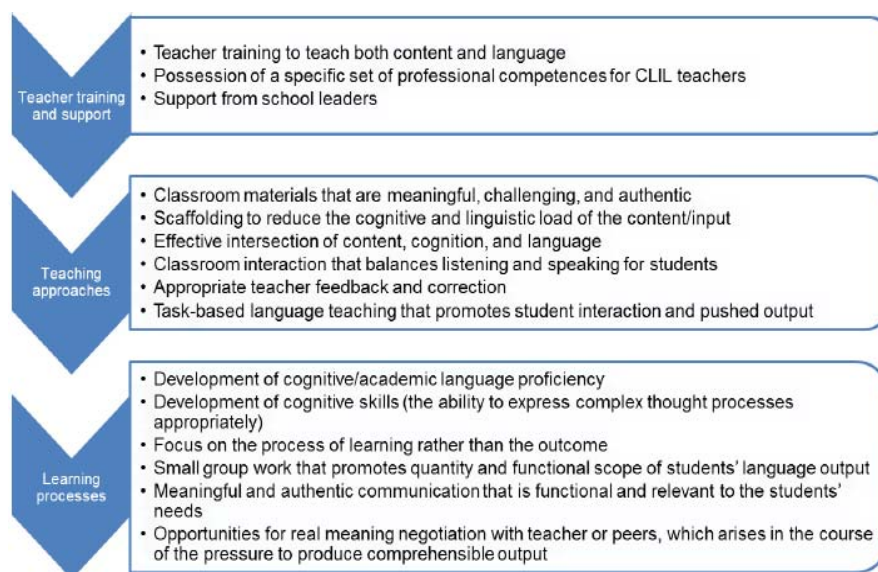 Teacher training
and support
• Teacher training to teach both content and language
• Possession of a specific set of professional competences for CLIL teachers
• Support from school leaders
Teaching
approaches
• Classroom materials that are meaningful, challenging, and authentic
• Scaffolding to reduce the cognitive and linguistic load of the content/input
• Effective intersection of content, cognition, and language
• Classroom interaction that balances listening and speaking for students
• Appropriate teacher feedback and correction
• Task-based language teaching that promotes student interaction and pushed output
Learning
processes
• Development of cognitive/academic language proficiency
• Development of cognitive skills (the ability to express complex thought processes
appropriately)
• Focus on the process of learning rather than the outcome
• Small group work that promotes quantity and functional scope of students' language output
• Meaningful and authentic communication that is functional and relevant to the students'
needs
• Opportunities for real meaning negotiation with teacher or peers, which arises in the course
of the pressure to produce comprehensible output